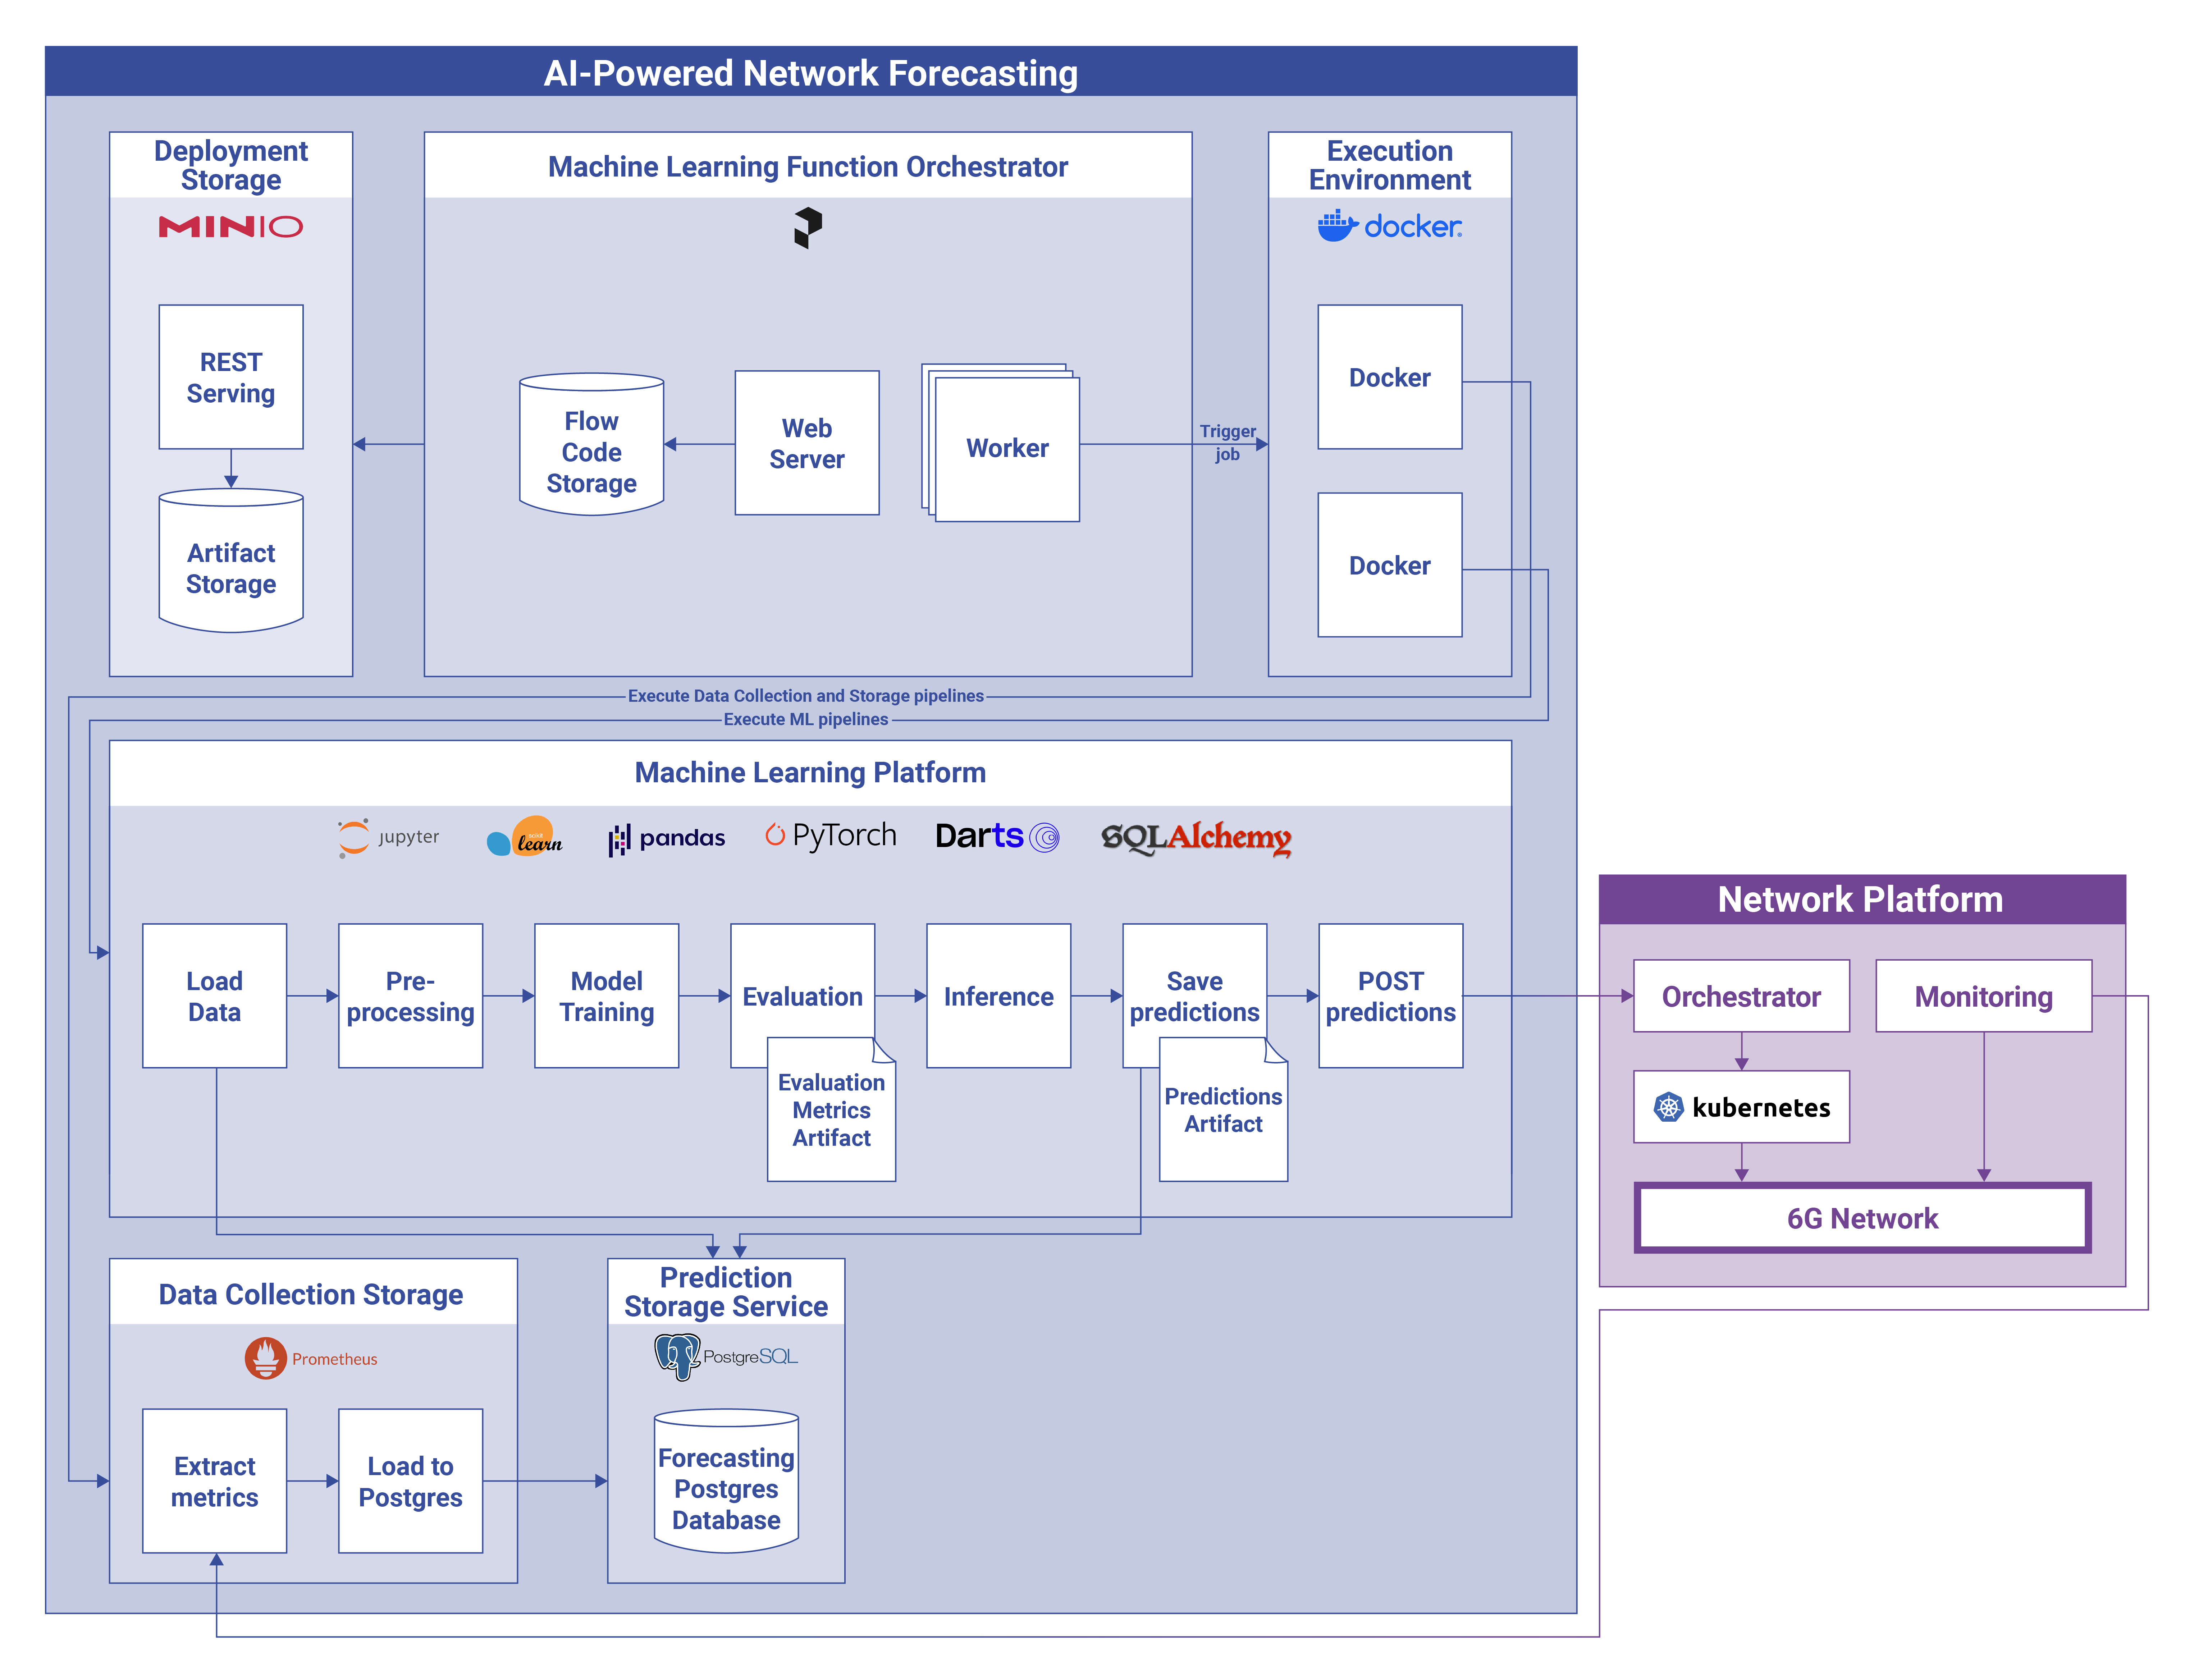 AI-Powered Network Forecasting
Deployment
Storage
MINIO
REST
Serving
Artifact
Storage
Machine Learning Function Orchestrator
Flow
Code
Storage
Web
Server
Worker
Trigger
job
Execution
Environment
docker
Docker
Docker
Execute Data Collection and Storage pipelines
Execute ML pipelines
Machine Learning Platform
jupyter
scikit
learn
pandas
PyTorch
Darts
SQLAlchemy
Load
Data
Pre-
processing
Model
Training
Evaluation
Evaluation
Metrics
Artifact
Inference
Save
predictions
Predictions
Artifact
POST
predictions
Network Platform
Orchestrator
Monitoring
kubernetes
6G Network
Data Collection Storage
Prometheus
Extract
metrics
Load to
Postgres
Prediction
Storage Service
PostgreSQL
Forecasting
Postgres
Database